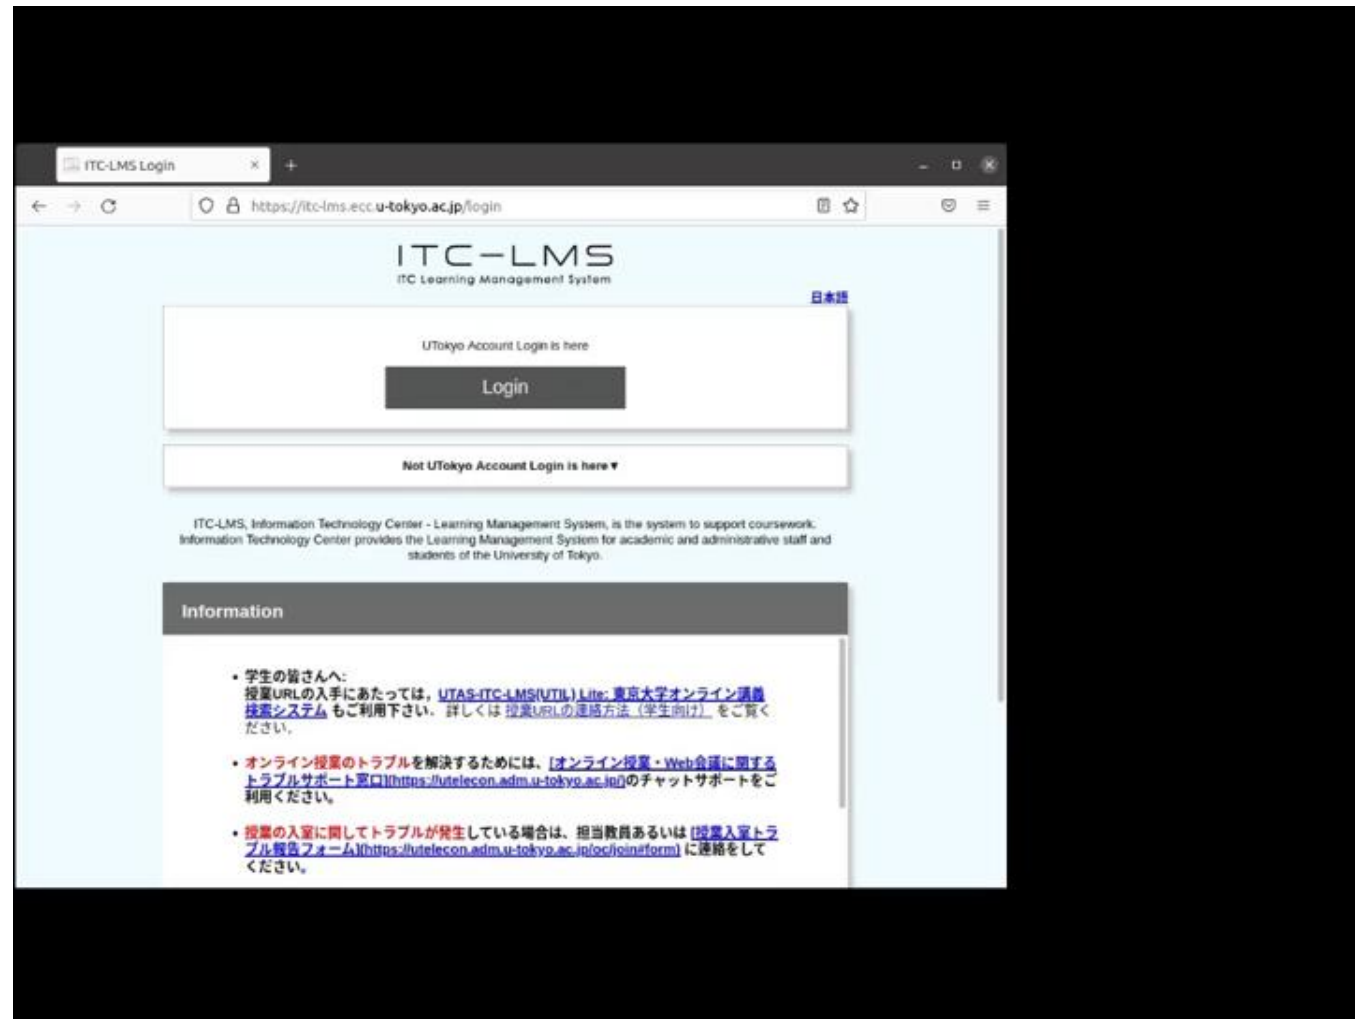 ITC-LMS Login
https://itc-lms.ecc.u-tokyo.ac.jp/login
ITC-LMS
ITC Learning Management System
日本語
UTokyo Account Login is here
Login
Not UTokyo Account Login is here▼
ITC-LMS, Information Technology Center - Learning Management System, is the system to support coursework.
Information Technology Center provides the Learning Management System for academic and administrative staff and
students of the University of Tokyo.
Information
• 学生の皆さんへ:
授業URLの入手にあたっては，UTAS-ITC-LMS(UTIL) Lite: 東京大学オンライン講義
検索システム もご利用下さい．詳しくは 授業URLの連絡方法（学生向け） をご覧く
ださい．
• オンライン授業のトラブルを解決するためには、[オンライン授業・Web会議に関する
トラブルサポート窓口](https://utelecon.adm.u-tokyo.ac.jp/)のチャットサポートをご
利用ください。
• 授業の入室に関してトラブルが発生している場合は、担当教員あるいは [授業入室トラ
ブル報告フォーム](https://utelecon.adm.u-tokyo.ac.jp/oc/join#form) に連絡をして
ください。